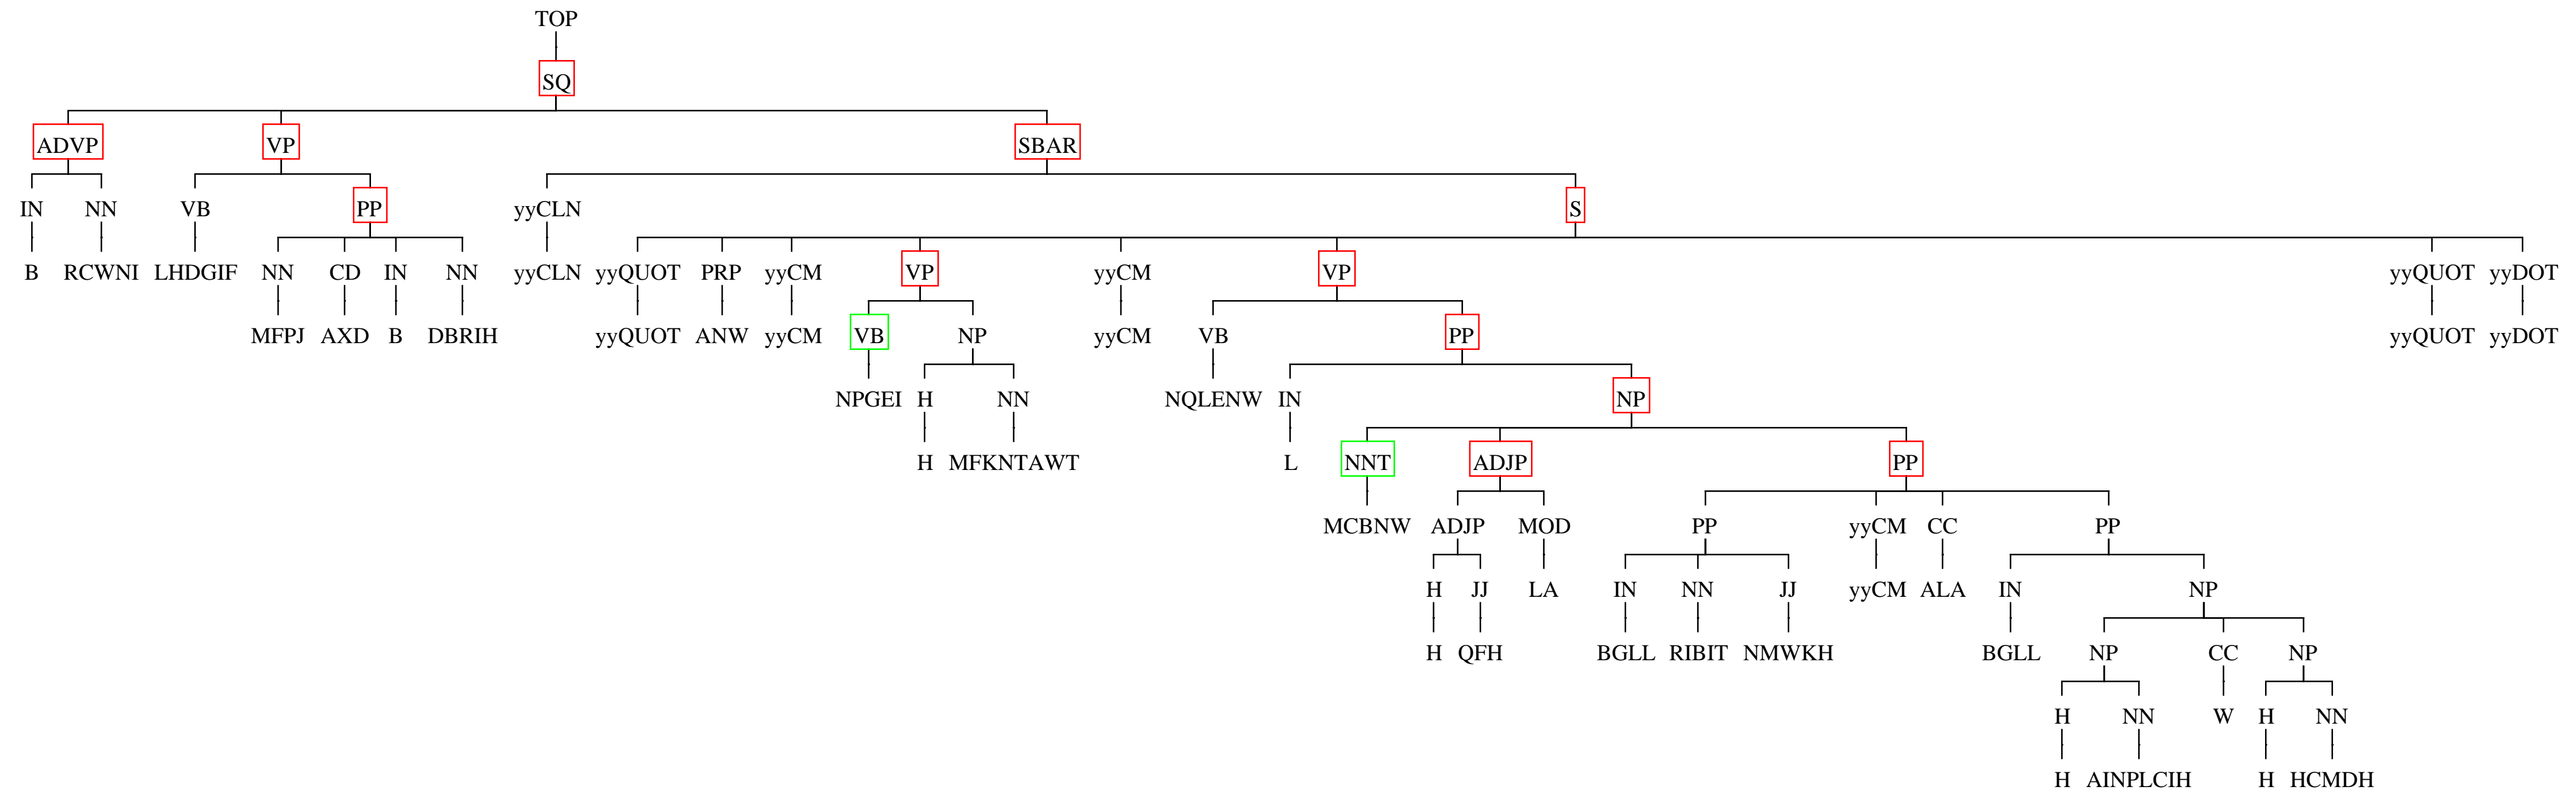 TOP
SQ
ADVP VP SBAR
IN NN VB PP yyCLN S
B RCWNI LHDGIF NN CD IN NN yyCLN yyQUOT PRP yyCM VP yyCM VP yyQUOT yyDOT
MFPJ AXD B DBRIH yyQUOT ANW yyCM VB NP yyCM VB PP yyQUOT yyDOT
NPGEI H NN NQLENW IN NP
H MFKNTAWT L NNT ADJP PP
MCBNW ADJP MOD PP yyCM CC PP
H JJ LA IN NN JJ yyCM ALA IN NP
H QFH BGLL RIBIT NMWKH BGLL NP CC NP
H NN W H NN
H AINPLCIH H HCMDH